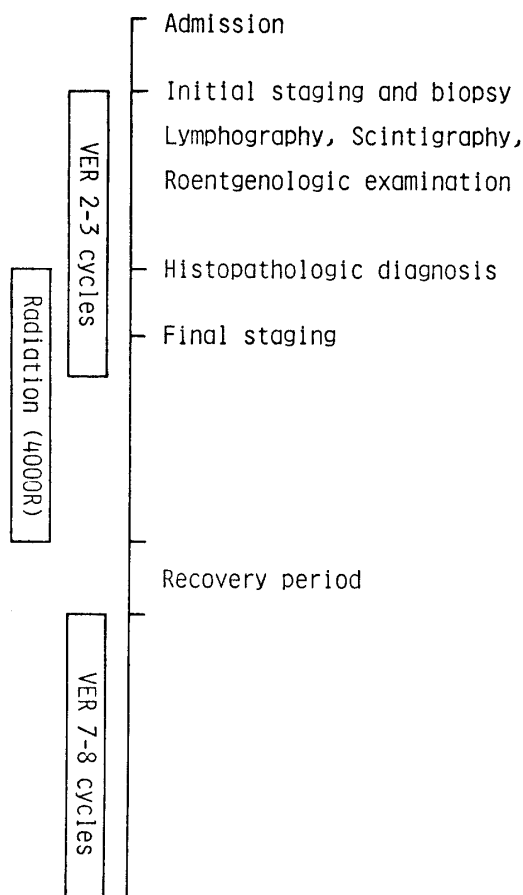 Admission
Initial staging and biopsy
Lymphography, Scintigraphy,
Roentgenologic examination
VER 2-3 cycles
Histopathologic diagnosis
Radiation (4000R)
Final staging
Recovery period
VER 7-8 cycles